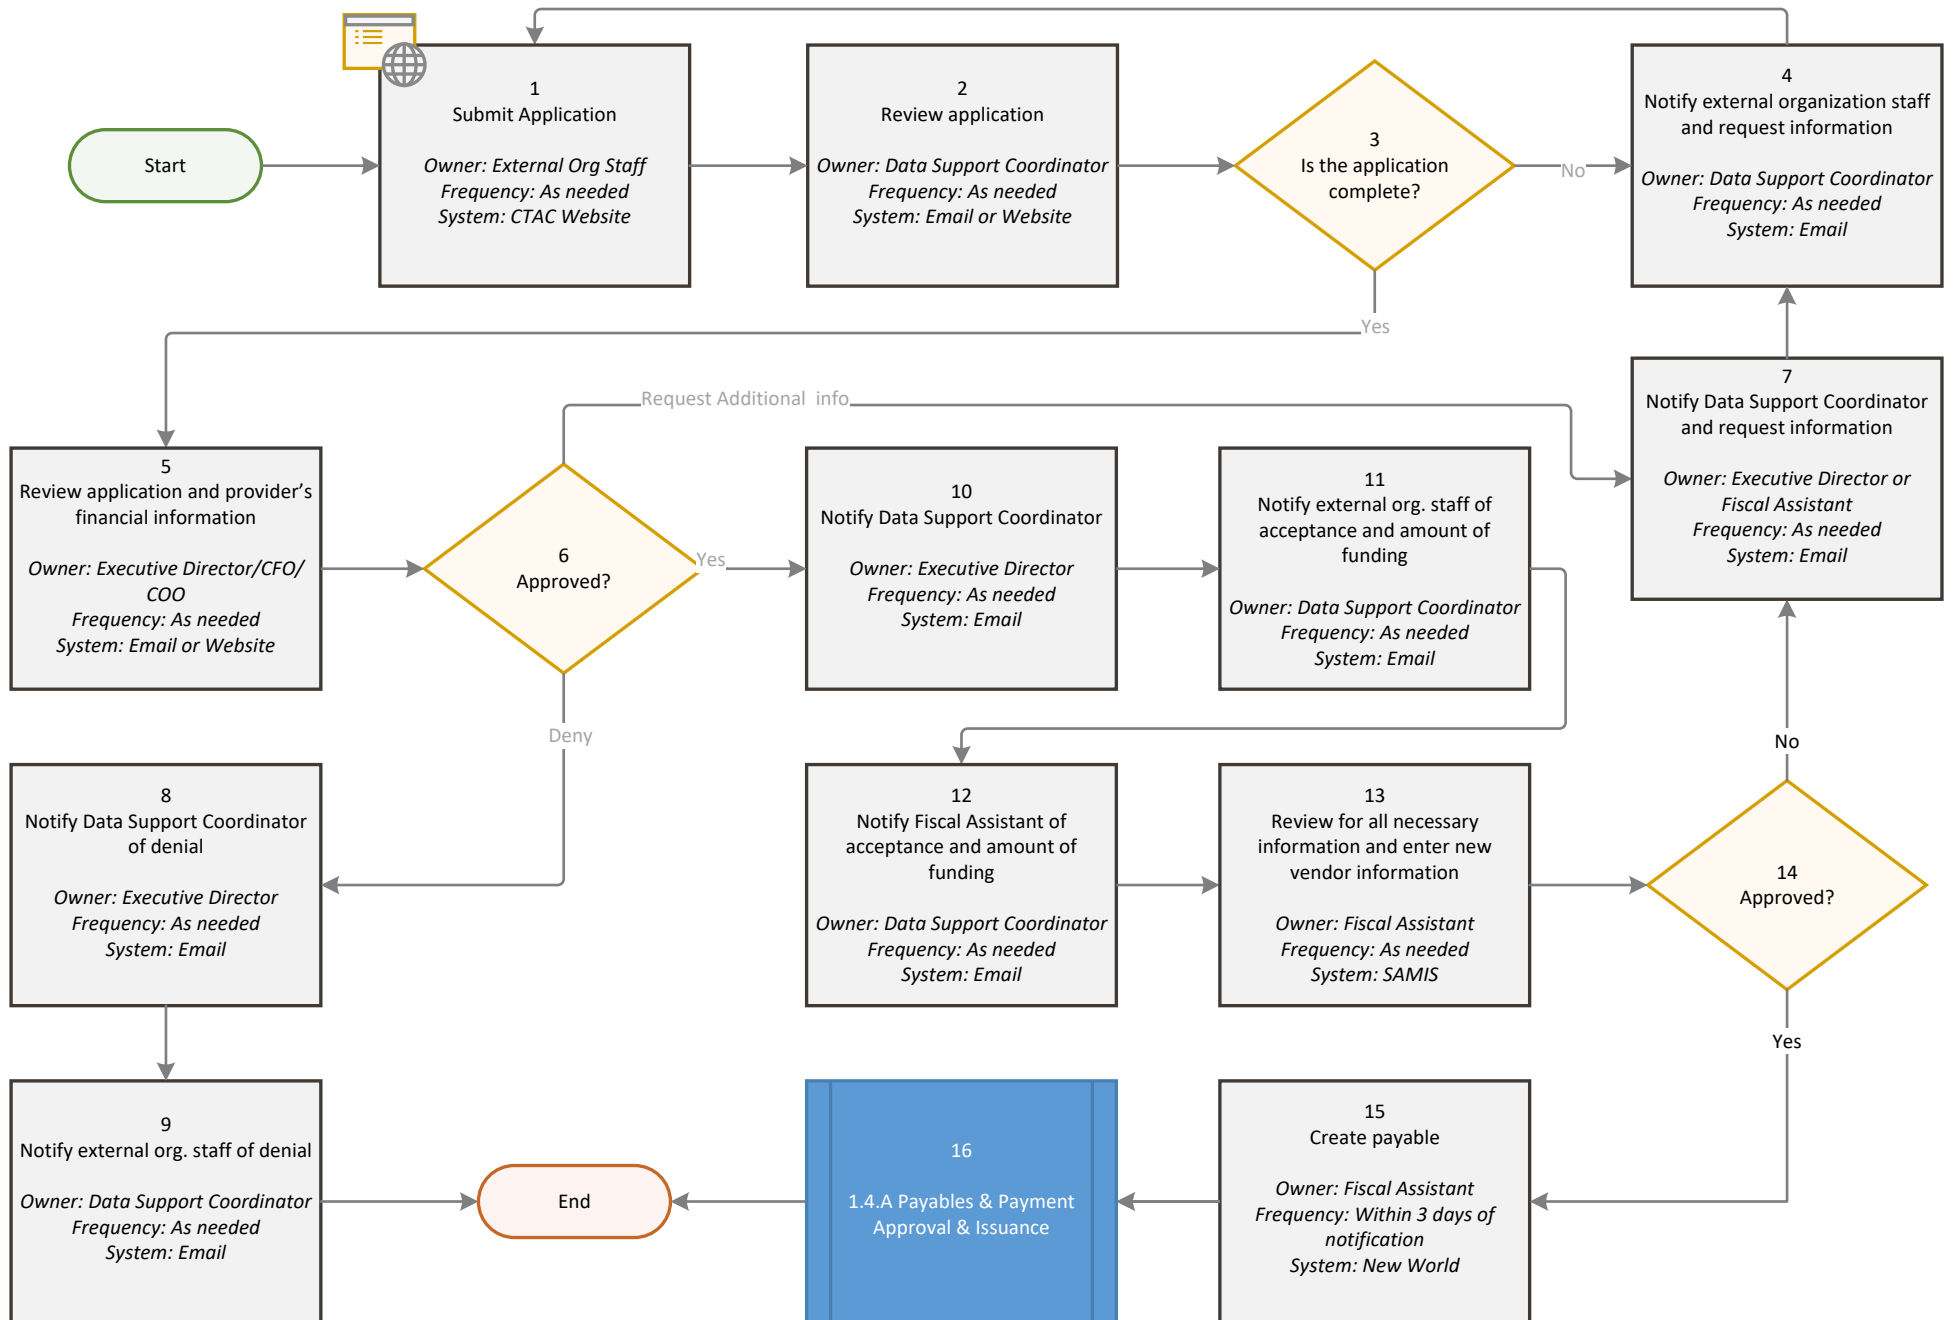 Start
1
Submit Application
Owner: External Org Staff
Frequency: As needed
System: CTAC Website
2
Review application
Owner: Data Support Coordinator
Frequency: As needed
System: Email or Website
3
Is the application
complete?
No
4
Notify external organization staff
and request information
Owner: Data Support Coordinator
Frequency: As needed
System: Email
Yes
5
Review application and provider’s
financial information
Owner: Executive Director/CFO/
COO
Frequency: As needed
System: Email or Website
6
Approved?
Request Additional  info
Yes
Deny
7
Notify Data Support Coordinator
and request information
Owner: Executive Director or
Fiscal Assistant
Frequency: As needed
System: Email
8
Notify Data Support Coordinator
of denial
Owner: Executive Director
Frequency: As needed
System: Email
9
Notify external org. staff of denial
Owner: Data Support Coordinator
Frequency: As needed
System: Email
End
10
Notify Data Support Coordinator
Owner: Executive Director
Frequency: As needed
System: Email
11
Notify external org. staff of
acceptance and amount of
funding
Owner: Data Support Coordinator
Frequency: As needed
System: Email
12
Notify Fiscal Assistant of
acceptance and amount of
funding
Owner: Data Support Coordinator
Frequency: As needed
System: Email
13
Review for all necessary
information and enter new
vendor information
Owner: Fiscal Assistant
Frequency: As needed
System: SAMIS
14
Approved?
No
Yes
15
Create payable
Owner: Fiscal Assistant
Frequency: Within 3 days of
notification
System: New World
16
1.4.A Payables & Payment
Approval & Issuance